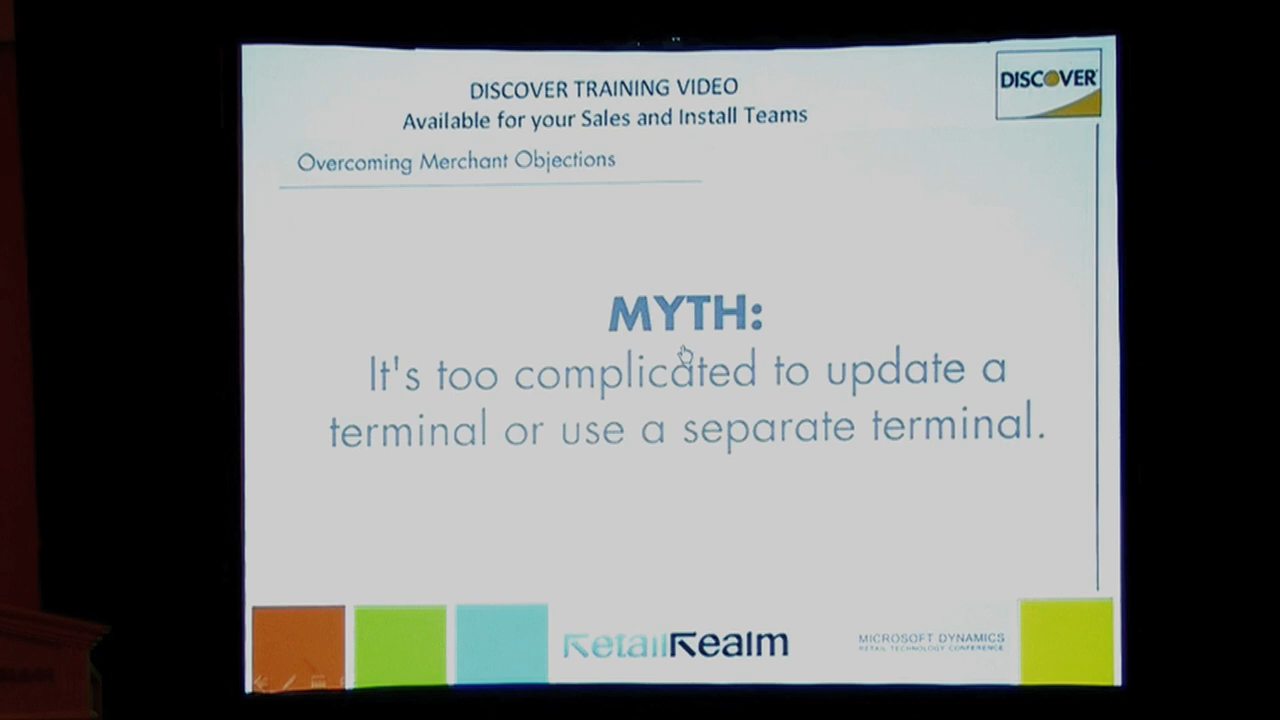 DISCOVER TRAINING VIDEO
Available for your Sales and Install Teams
DISCOVER
Overcoming Merchant Objections
MYTH:
It's too complicated to update a
terminal or use a separate terminal.
RetailRealm
MICROSOFT DYNAMICS
RETAIL TECHNOLOGY CONFERENCE